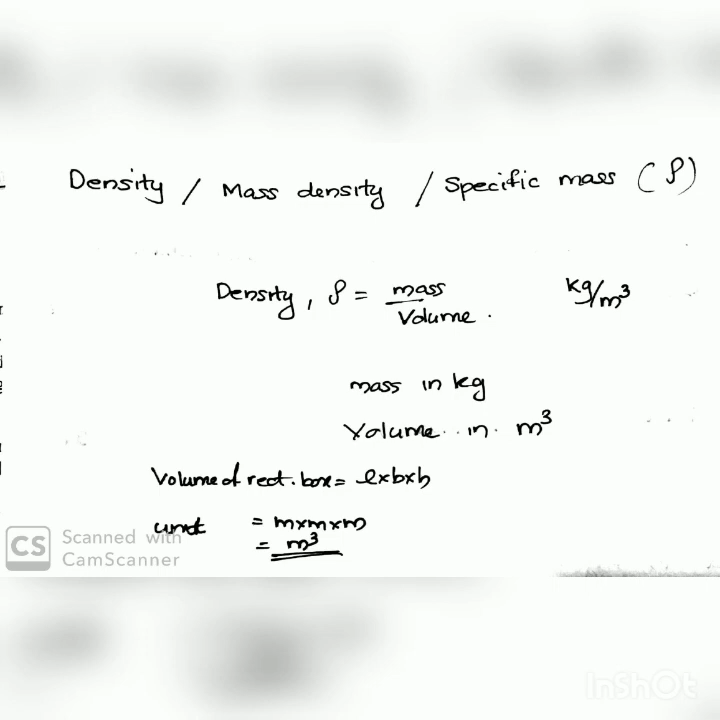 Density / Mass density / Specific mass (ρ)
Density, ρ = mass / Volume. kg/m³
mass in kg
Volume in m³
Volume of rect. box = l×b×h
unit = m×m×m
= m³
CS Scanned with CamScanner
InShOt